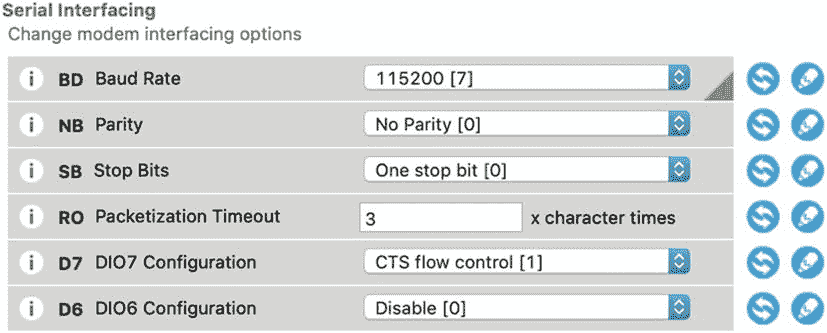 Serial Interfacing
Change modem interfacing options
i BD Baud Rate 115200 [7]
i NB Parity No Parity [0]
i SB Stop Bits One stop bit [0]
i RO Packetization Timeout 3 x character times
i D7 DIO7 Configuration CTS flow control [1]
i D6 DIO6 Configuration Disable [0]